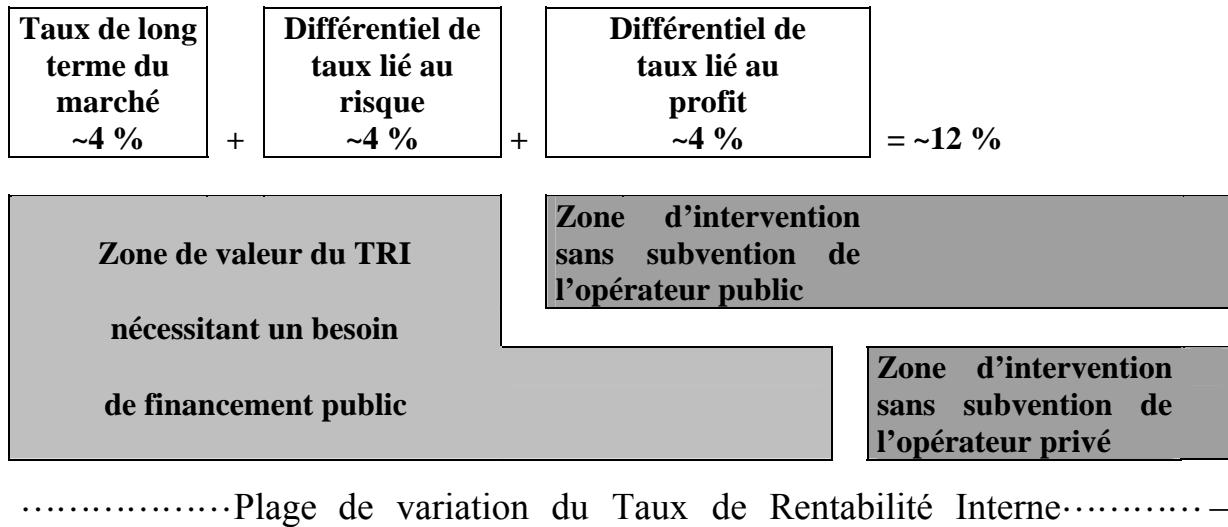 Taux de long
terme du
marché
~4 %
+
Différentiel de
taux lié au
risque
~4 %
+
Différentiel de
taux lié au
profit
~4 %
= ~12 %
Zone de valeur du TRI
nécessitant un besoin
de financement public
Zone d’intervention
sans subvention de
l’opérateur public
Zone d’intervention
sans subvention de
l’opérateur privé
………………Plage de variation du Taux de Rentabilité Interne………… –